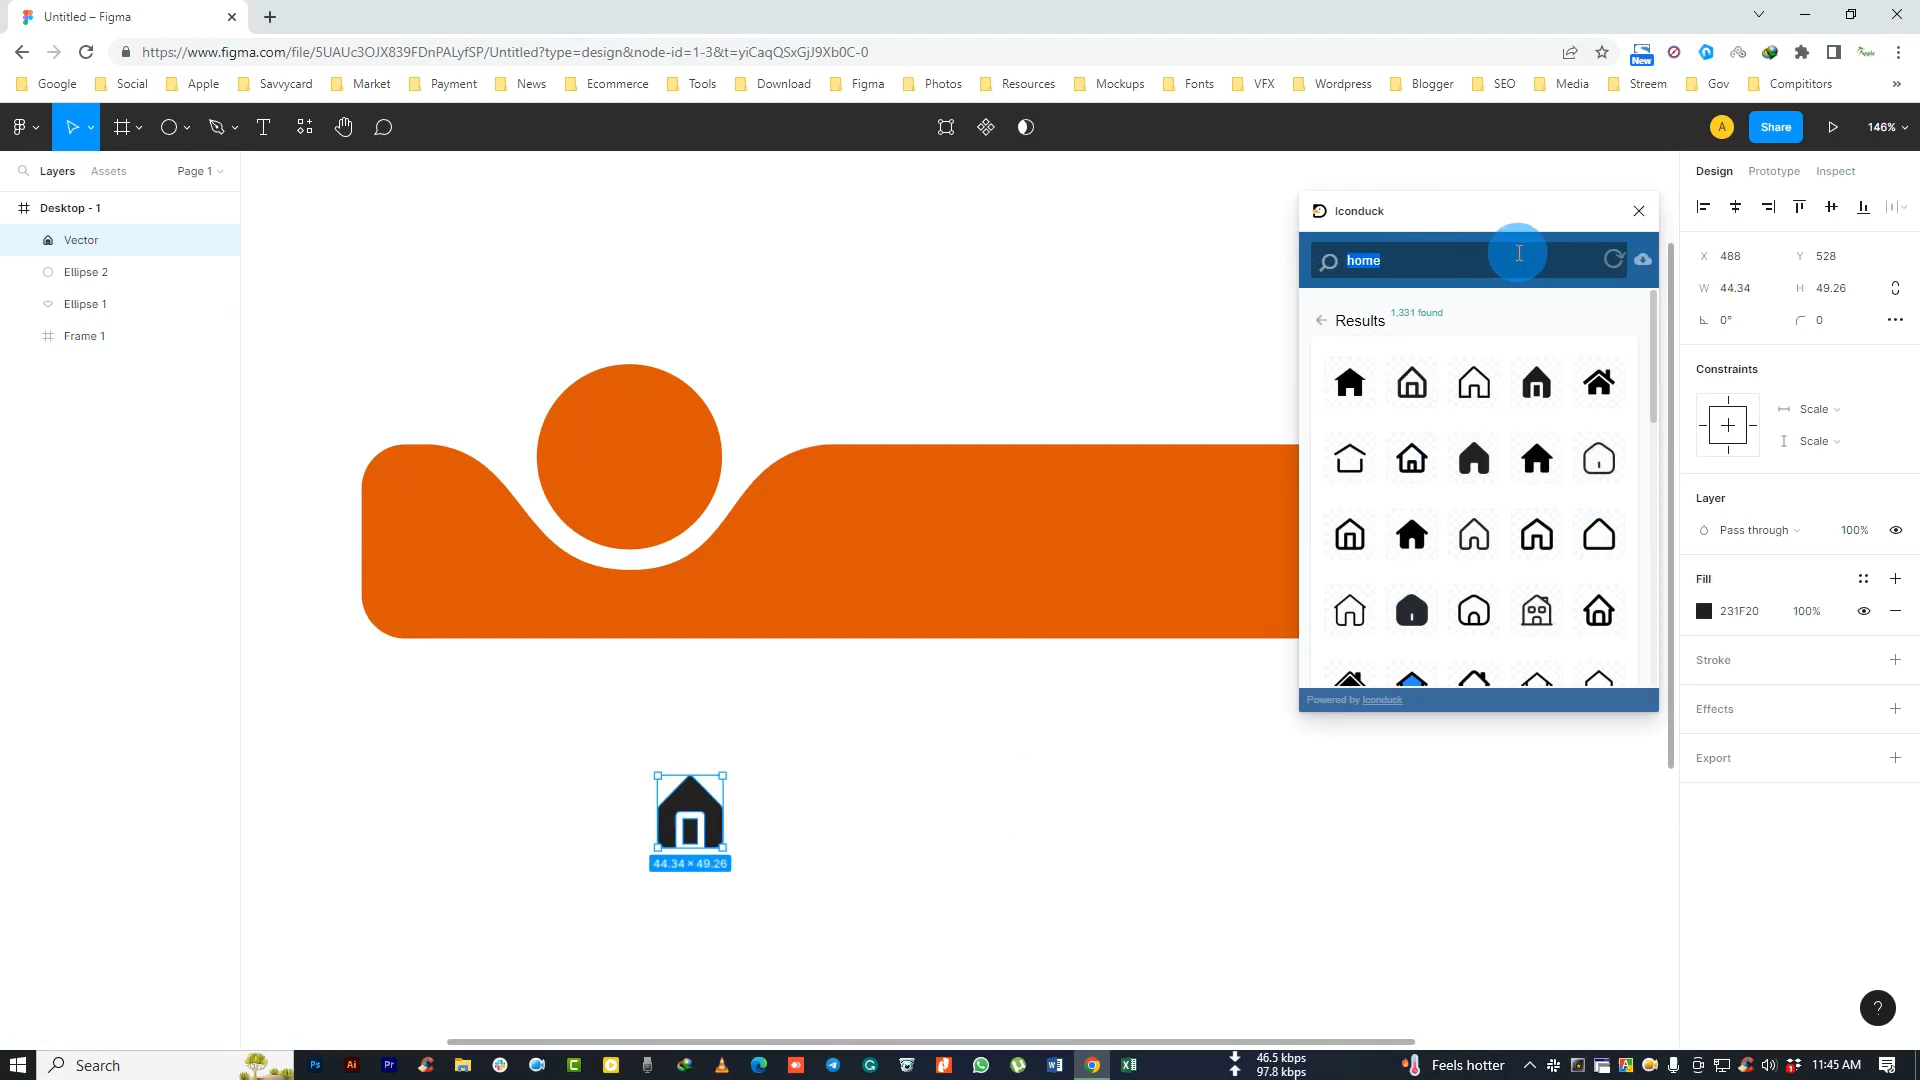 Untitled – Figma
https://www.figma.com/file/5UAUc3OJX839FDnPALyfSP/Untitled?type=design&node-id=1-3&t=yiCaqQSxGjJ9Xb0C-0
New
Google Social Apple Savvycard Market Payment News Ecommerce Tools Download Figma Photos Resources Mockups Fonts VFX Wordpress Blogger SEO Media Streem Gov Compititors »
A Share 146%
Layers Assets Page 1
Desktop - 1
Vector
Ellipse 2
Ellipse 1
Frame 1
44.34 × 49.26
Iconduck
home
Results 1,331 found
Powered by Iconduck
Design Prototype Inspect
X 488 Y 528
W 44.34 H 49.26
0° 0
Constraints
Scale
Scale
Layer
Pass through 100%
Fill
231F20 100%
Stroke
Effects
Export
?
Search
Ps Ai Pr
46.5 kbps
97.8 kbps
Feels hotter
11:45 AM